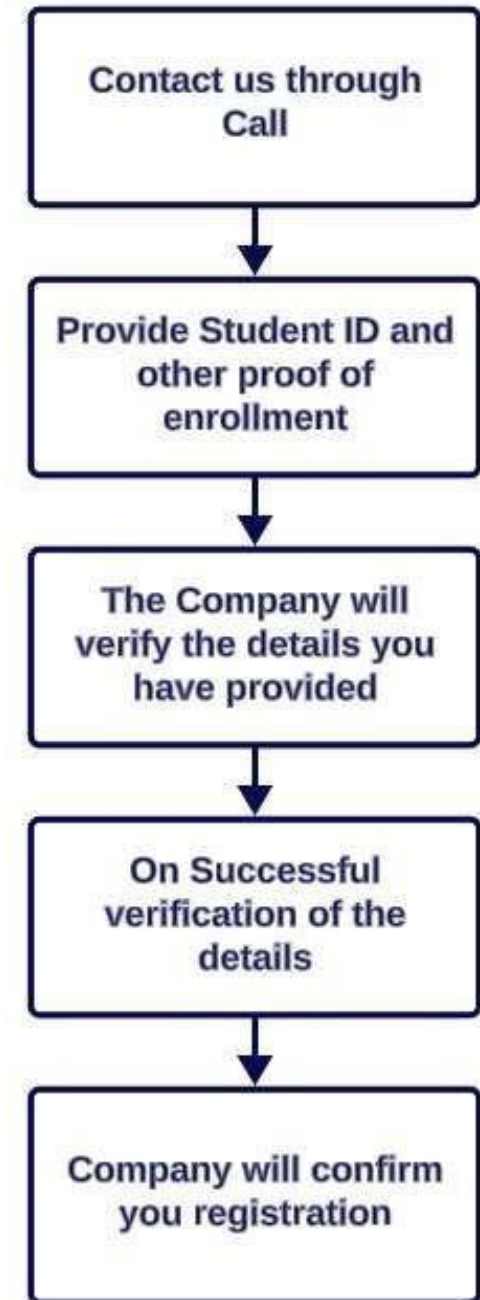 Contact us through
Call
Provide Student ID and
other proof of
enrollment
The Company will
verify the details you
have provided
On Successful
verification of the
details
Company will confirm
you registration